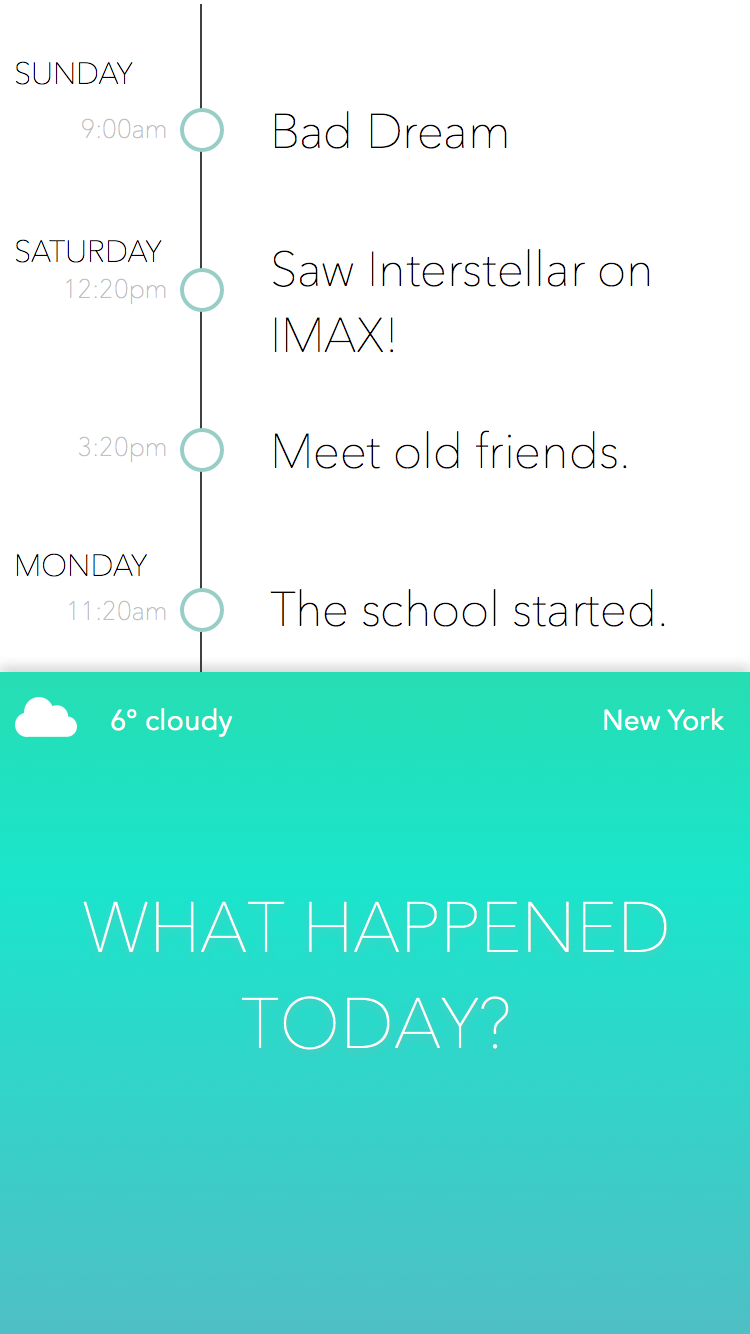 SUNDAY
9:00am
Bad Dream
SATURDAY
12:20pm
Saw Interstellar on
IMAX!
3:20pm
Meet old friends.
MONDAY
11:20am
The school started.
6° cloudy
New York
WHAT HAPPENED
TODAY?